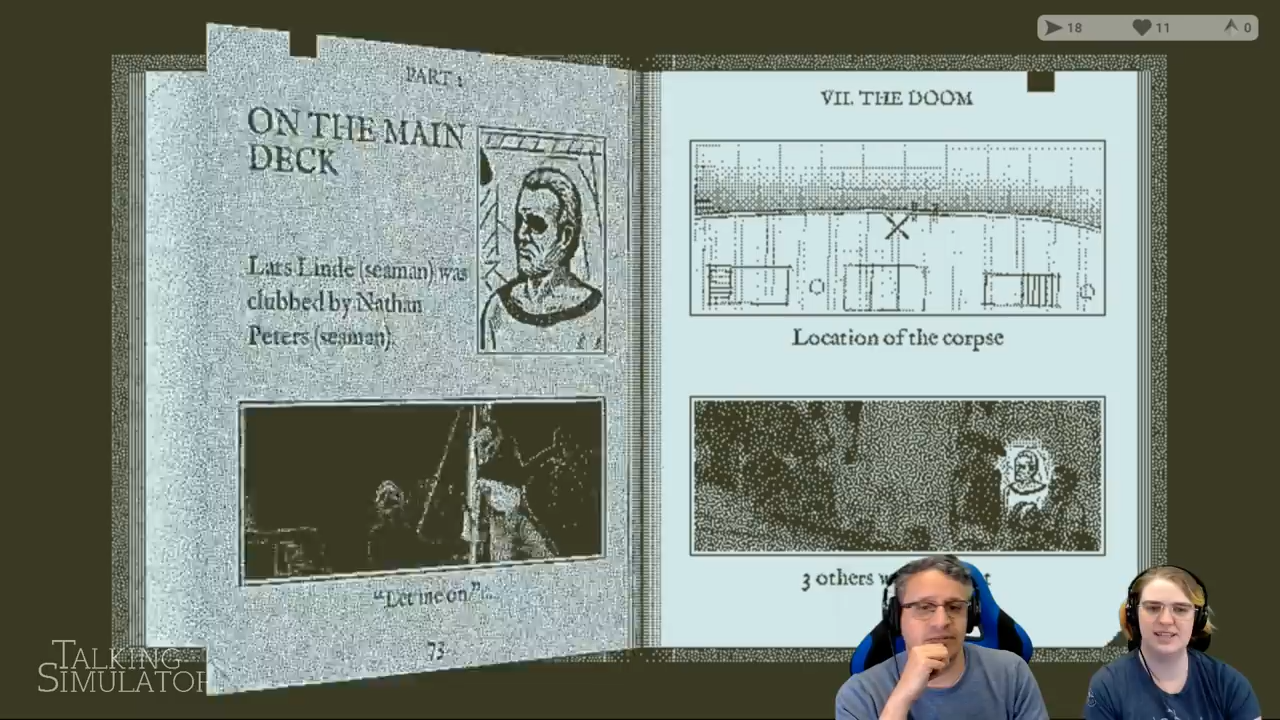 18
11
0
PART 1
ON THE MAIN
DECK
Lars Linde (seaman) was
clubbed by Nathan
Peters (seaman).
"Let me on!"...
73
VII. THE DOOM
Location of the corpse
3 others w
TALKING
SIMULATOR